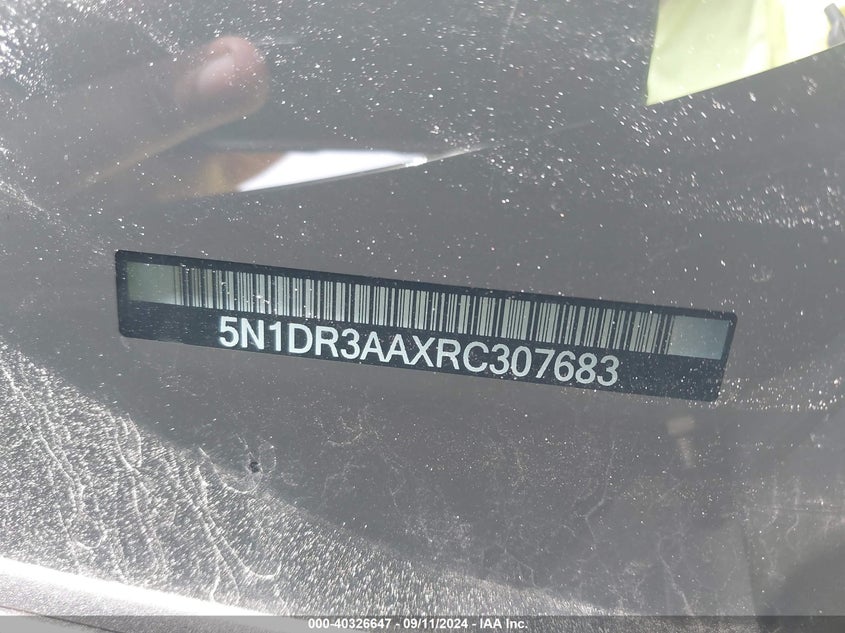 5N1DR3AAXRC307683
000-40326647 - 09/11/2024 - IAA Inc.